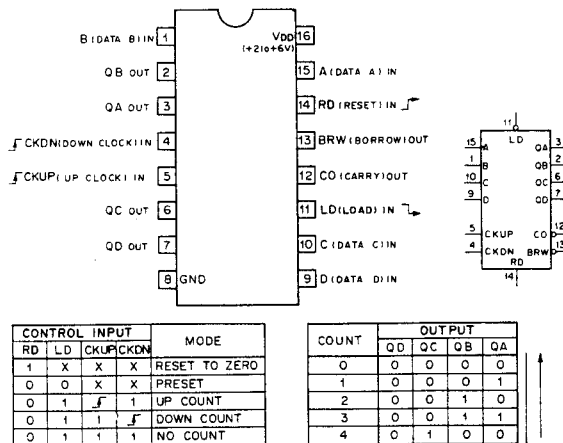 B(DATA B)IN 1
VDD 16
(+2to+6V)
QB OUT 2
15 A(DATA A) IN
QA OUT 3
14 RD(RESET)IN
CKDN(DOWN CLOCK)IN 4
13 BRW(BORROW)OUT
CKUP(UP CLOCK)IN 5
12 CO(CARRY)OUT
QC OUT 6
11 LD(LOAD)IN
QD OUT 7
10 C(DATA C)IN
8 GND
9 D(DATA D)IN
11
LD
15 A QA 3
1 B QB 2
10 C OC 6
9 D OD 7
5 CKUP CO 12
4 CKDN BRW 13
RD
14
CONTROL INPUT MODE
RD LD CKUP CKDN
1 X X X RESET TO ZERO
0 0 X X PRESET
0 1 1 UP COUNT
0 1 1 DOWN COUNT
0 1 1 1 NO COUNT
COUNT OUTPUT
QD QC QB QA
0 0 0 0 0
1 0 0 0 1
2 0 0 1 0
3 0 0 1 1
4 0 1 0 0